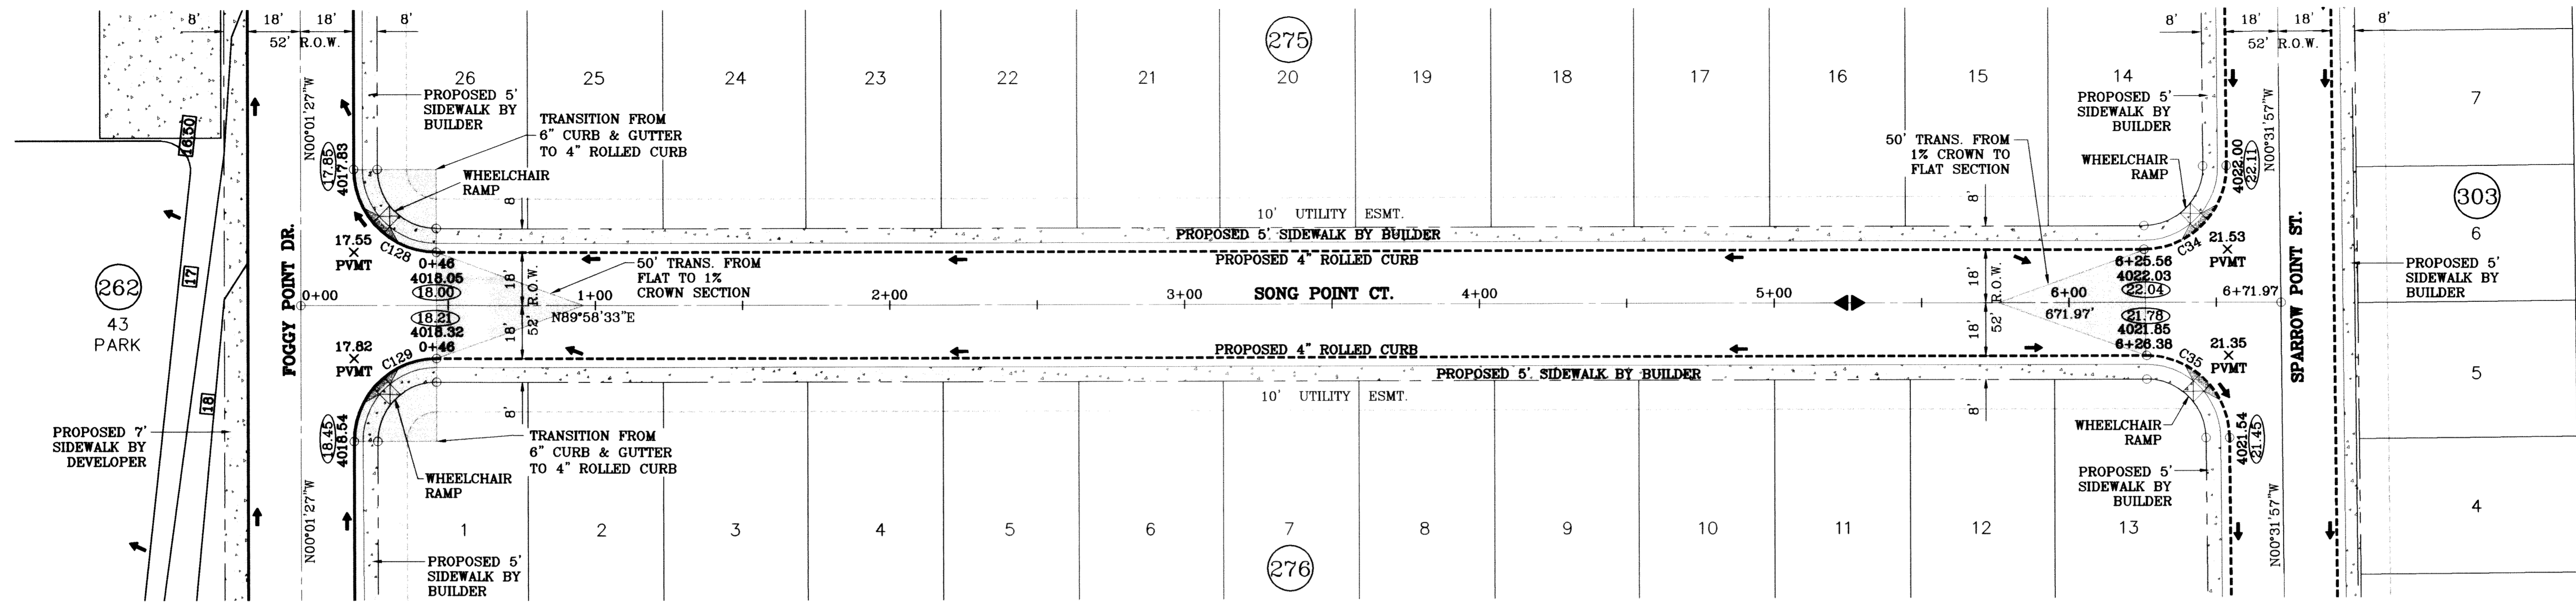 8' 18' 18' 8'
52' R.O.W.
275
8' 18' 18' 8'
52' R.O.W.
26
25
24
23
22
21
20
19
18
17
16
15
14
7
PROPOSED 5'
SIDEWALK BY
BUILDER
TRANSITION FROM
6" CURB & GUTTER
TO 4" ROLLED CURB
WHEELCHAIR
RAMP
16.50
N00°01'27"W
17.85
4017.83
PROPOSED 5'
SIDEWALK BY
BUILDER
50' TRANS. FROM
1% CROWN TO
FLAT SECTION
WHEELCHAIR
RAMP
4022.00
22.11
N00°31'57"W
303
6
8'
10' UTILITY ESMT.
8'
PROPOSED 5' SIDEWALK BY BUILDER
PROPOSED 4" ROLLED CURB
17.55
PVMT
C128
0+46
4018.05
18.00
18'
R.O.W.
50' TRANS. FROM
FLAT TO 1%
CROWN SECTION
C34
21.53
PVMT
6+25.56
4022.03
22.04
18'
R.O.W.
PROPOSED 5'
SIDEWALK BY
BUILDER
262
43
PARK
17
18
FOGGY POINT DR.
0+00
1+00
2+00
3+00
4+00
SONG POINT CT.
5+00
6+00
6+71.97
SPARROW POINT ST.
N89°58'33"E
671.97'
18.21
4018.32
0+46
17.82
PVMT
C129
18'
52'
PROPOSED 4" ROLLED CURB
PROPOSED 5' SIDEWALK BY BUILDER
18'
52'
21.78
4021.85
6+26.38
C35
21.35
PVMT
5
8'
10' UTILITY ESMT.
8'
PROPOSED 7'
SIDEWALK BY
DEVELOPER
18.45
4018.54
TRANSITION FROM
6" CURB & GUTTER
TO 4" ROLLED CURB
WHEELCHAIR
RAMP
WHEELCHAIR
RAMP
4021.54
21.45
PROPOSED 5'
SIDEWALK BY
BUILDER
N00°01'27"W
N00°31'57"W
1
2
3
4
5
6
7
8
9
10
11
12
13
4
PROPOSED 5'
SIDEWALK BY
BUILDER
276